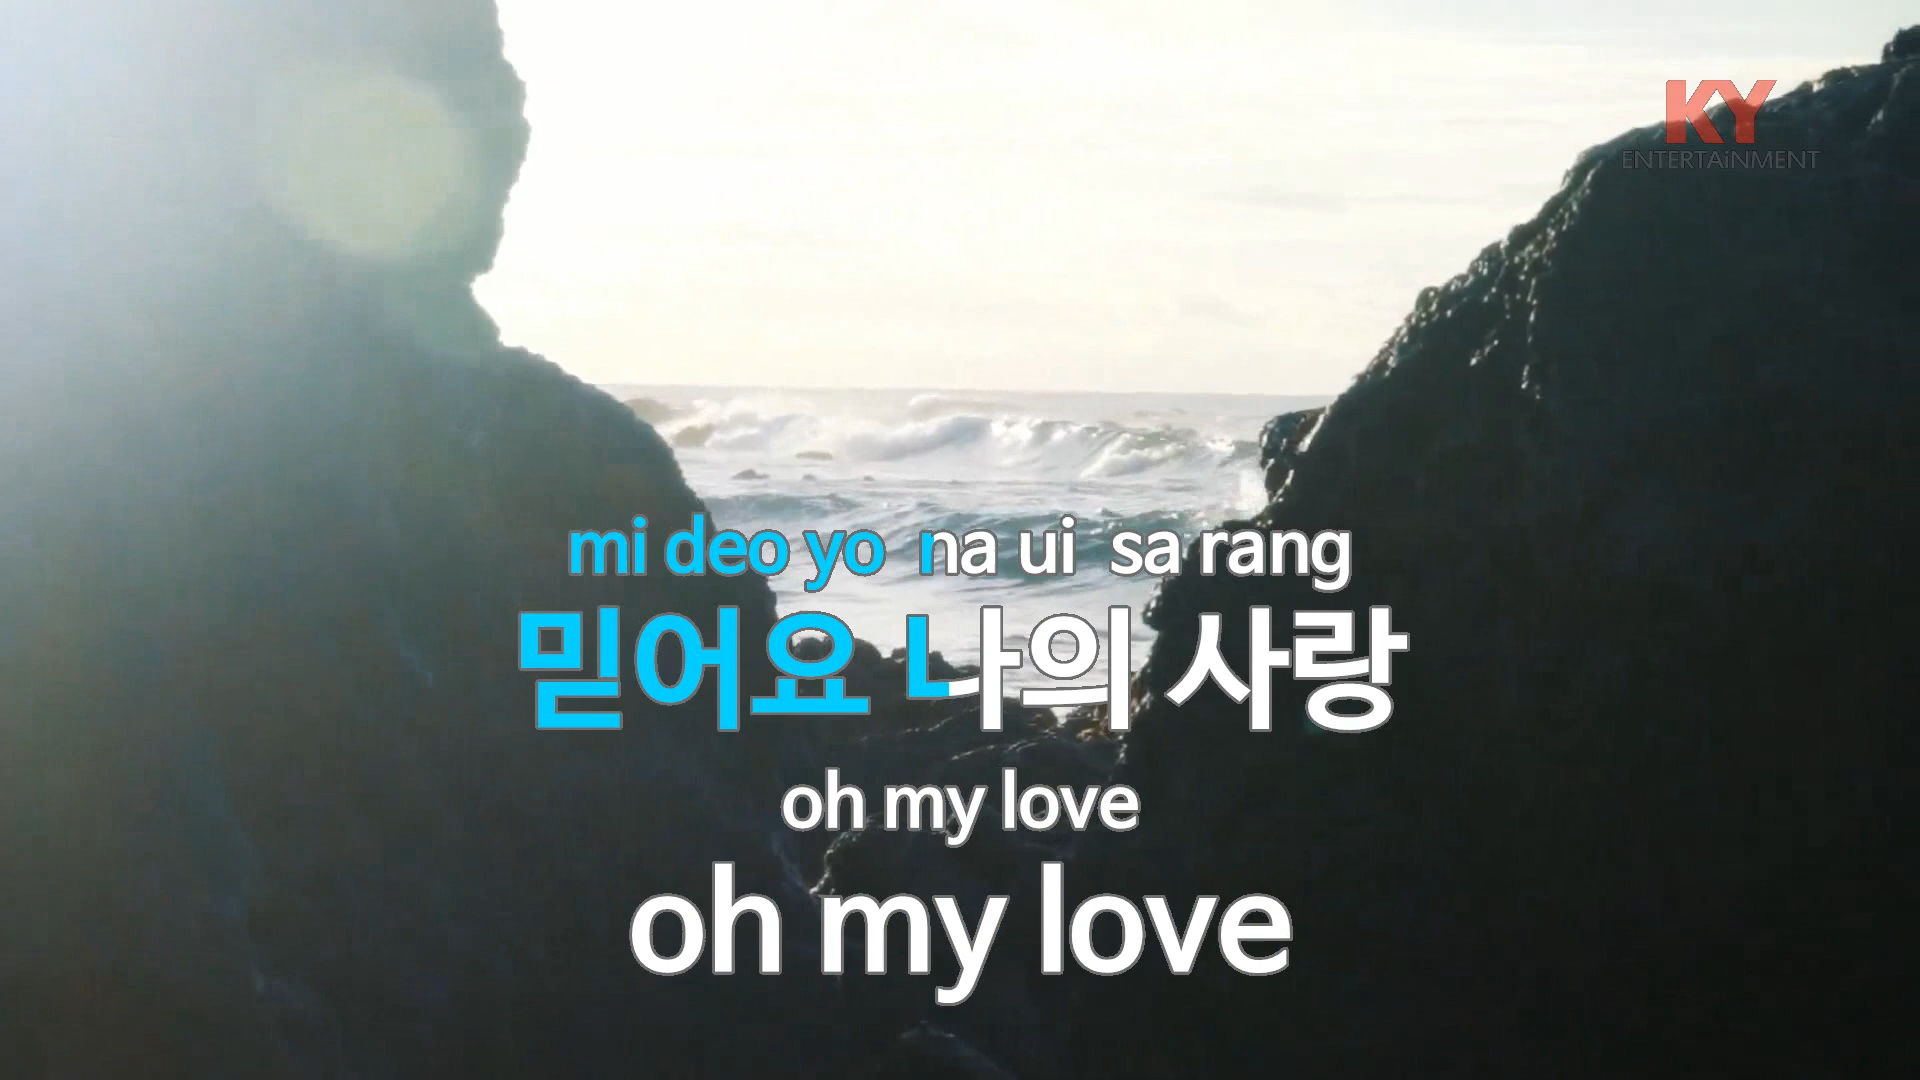 KY
ENTERTAiNMENT
mi deo yo na ui sa rang
믿어요 나의 사랑
oh my love
oh my love